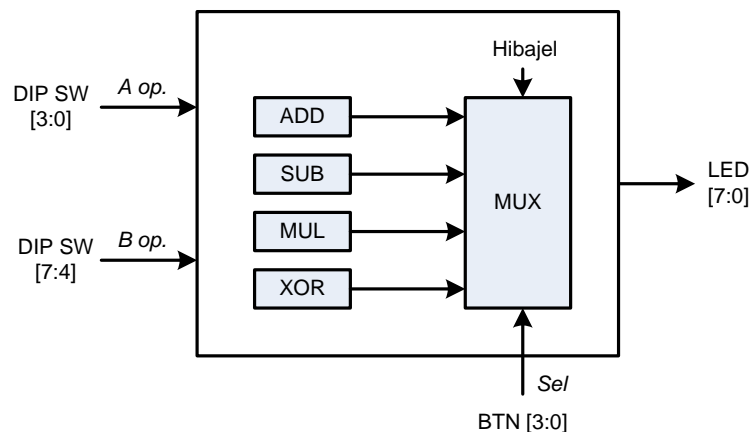 Hibajel
DIP SW
[3:0]
A op.
ADD
SUB
MUL
XOR
MUX
LED
[7:0]
DIP SW
[7:4]
B op.
Sel
BTN [3:0]